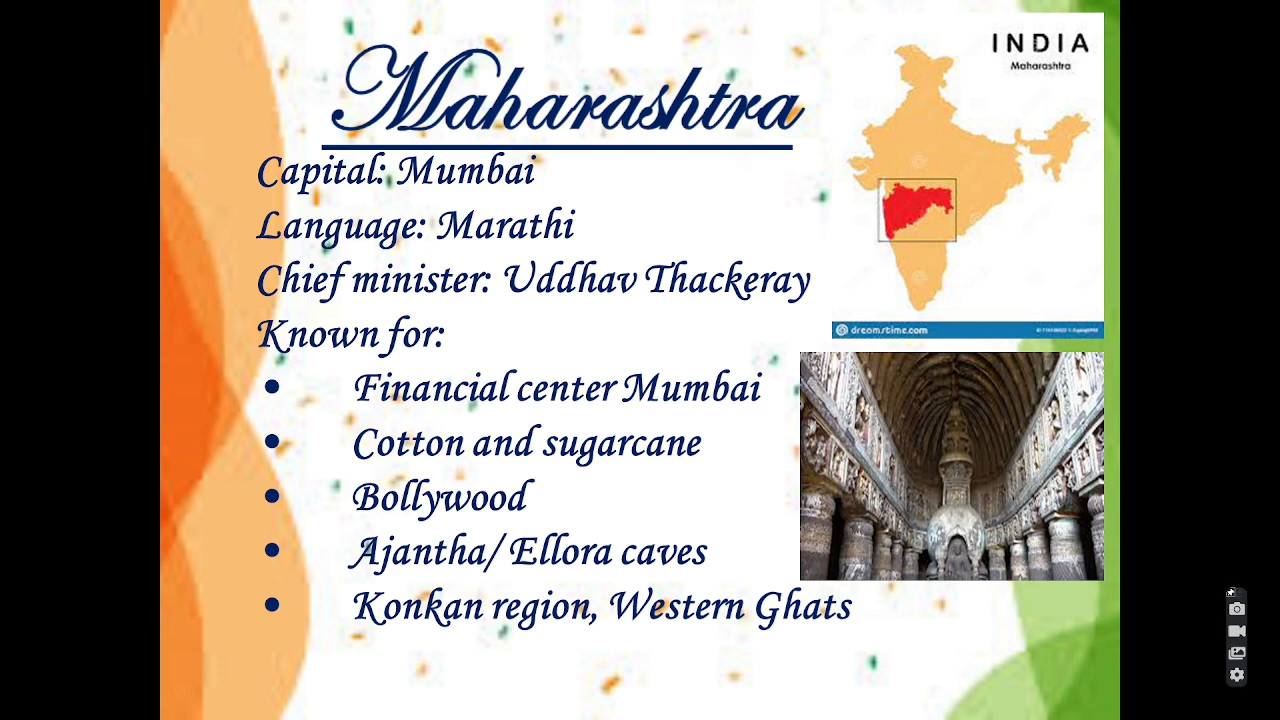 Maharashtra
Capital: Mumbai
Language: Marathi
Chief minister: Uddhav Thackeray
Known for:
• Financial center Mumbai
• Cotton and sugarcane
• Bollywood
• Ajantha/ Ellora caves
• Konkan region, Western Ghats
INDIA
Maharashtra
dreamstime.com